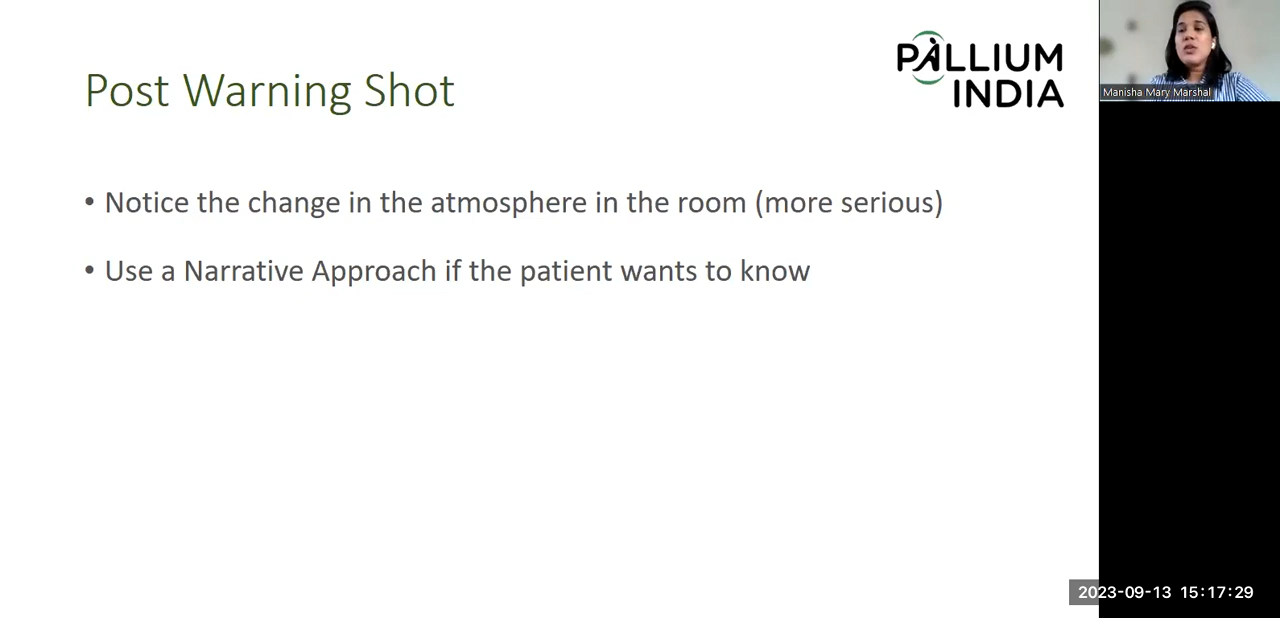 Post Warning Shot
PALLIUM
INDIA
Manisha Mary Marshal
• Notice the change in the atmosphere in the room (more serious)
• Use a Narrative Approach if the patient wants to know
2023-09-13 15:17:29